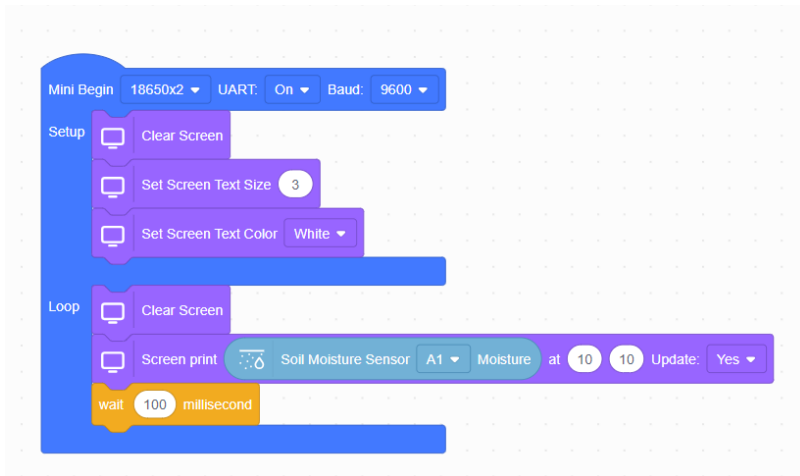 Mini Begin 18650x2 UART: On Baud: 9600
Setup
Clear Screen
Set Screen Text Size 3
Set Screen Text Color White
Loop
Clear Screen
Screen print Soil Moisture Sensor A1 Moisture at 10 10 Update: Yes
wait 100 millisecond